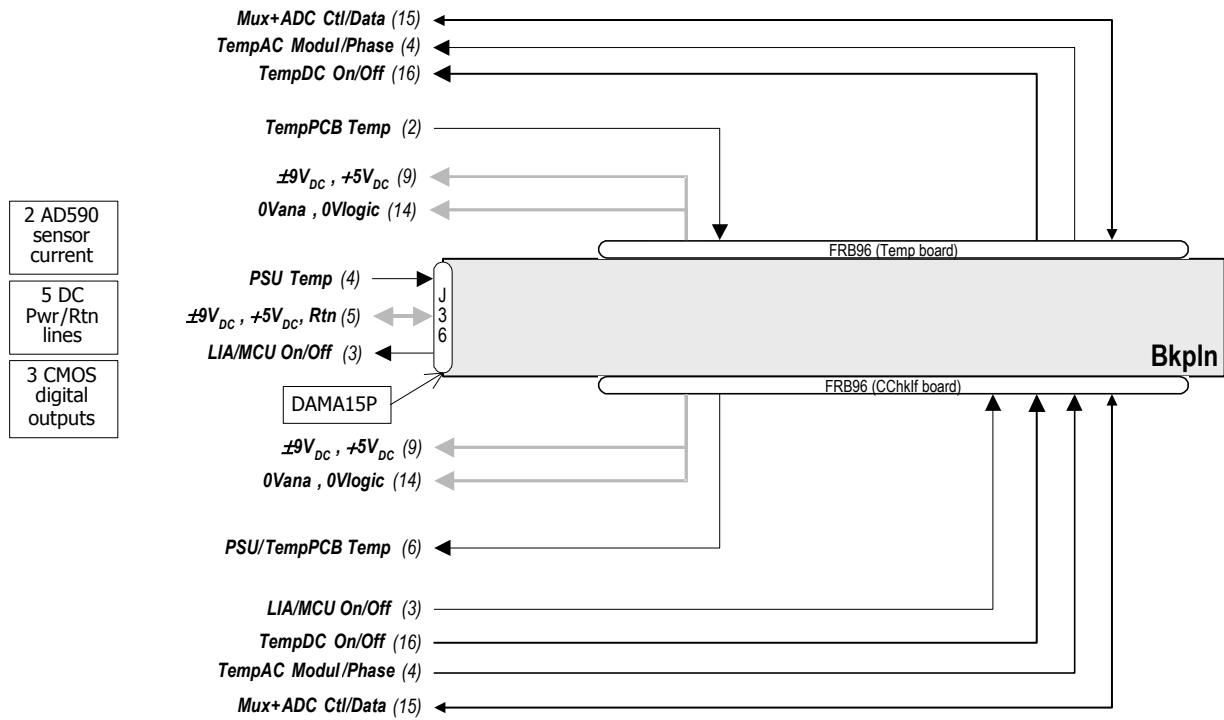 Mux+ADC Ctl/Data (15)
TempAC Modul/Phase (4)
TempDC On/Off (16)
TempPCB Temp (2)
±9VDC , +5VDC (9)
0Vana , 0Vlogic (14)
2 AD590
sensor
current
5 DC
Pwr/Rtn
lines
3 CMOS
digital
outputs
FRB96 (Temp board)
PSU Temp (4)
±9VDC , +5VDC, Rtn (5)
LIA/MCU On/Off (3)
J
3
6
Bkpln
DAMA15P
FRB96 (CChkIf board)
±9VDC , +5VDC (9)
0Vana , 0Vlogic (14)
PSU/TempPCB Temp (6)
LIA/MCU On/Off (3)
TempDC On/Off (16)
TempAC Modul/Phase (4)
Mux+ADC Ctl/Data (15)